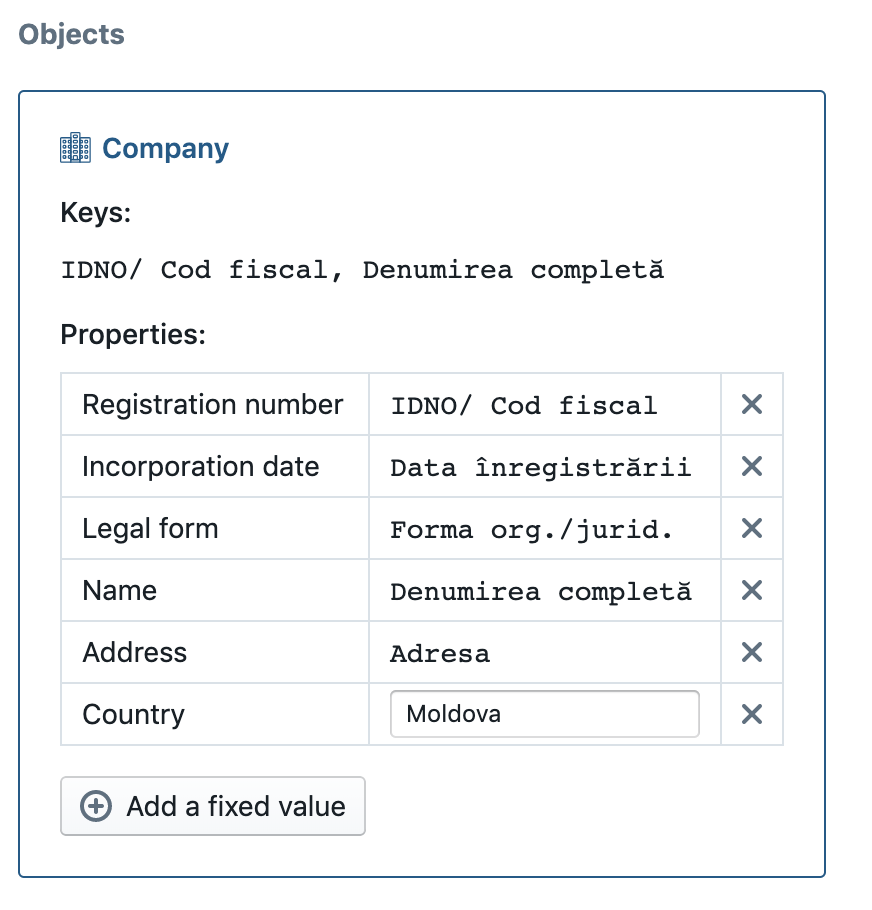 Objects
Company
Keys:
IDNO/ Cod fiscal, Denumirea completă
Properties:
Registration number IDNO/ Cod fiscal
Incorporation date Data înregistrării
Legal form Forma org./jurid.
Name Denumirea completă
Address Adresa
Country Moldova
Add a fixed value